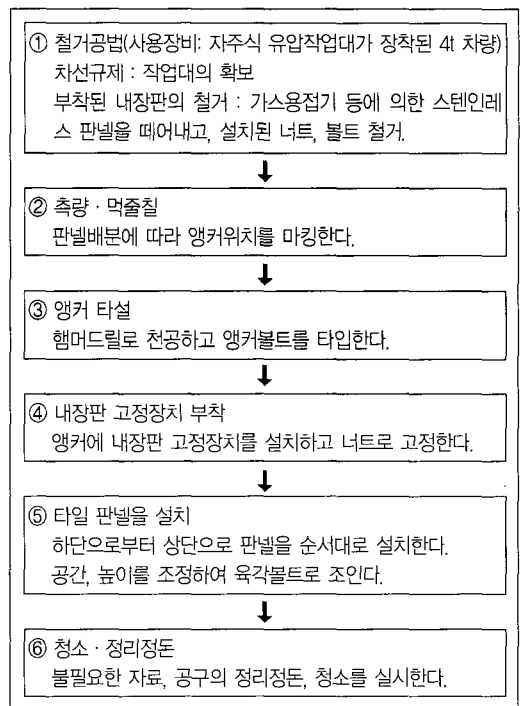 ① 철거공법(사용장비: 자주식 유압작업대가 장착된 4t 차량)
차선규제 : 작업대의 확보
부착된 내장판의 철거 : 가스용접기 등에 의한 스텐인레
스 판넬을 떼어내고, 설치된 너트, 볼트 철거.
↓
② 측량 · 먹줄칠
판넬배분에 따라 앵커위치를 마킹한다.
↓
③ 앵커 타설
햄머드릴로 천공하고 앵커볼트를 타입한다.
↓
④ 내장판 고정장치 부착
앵커에 내장판 고정장치를 설치하고 너트로 고정한다.
↓
⑤ 타일 판넬을 설치
하단으로부터 상단으로 판넬을 순서대로 설치한다.
공간, 높이를 조정하여 육각볼트로 조인다.
↓
⑥ 청소 · 정리정돈
불필요한 자료, 공구의 정리정돈, 청소를 실시한다.